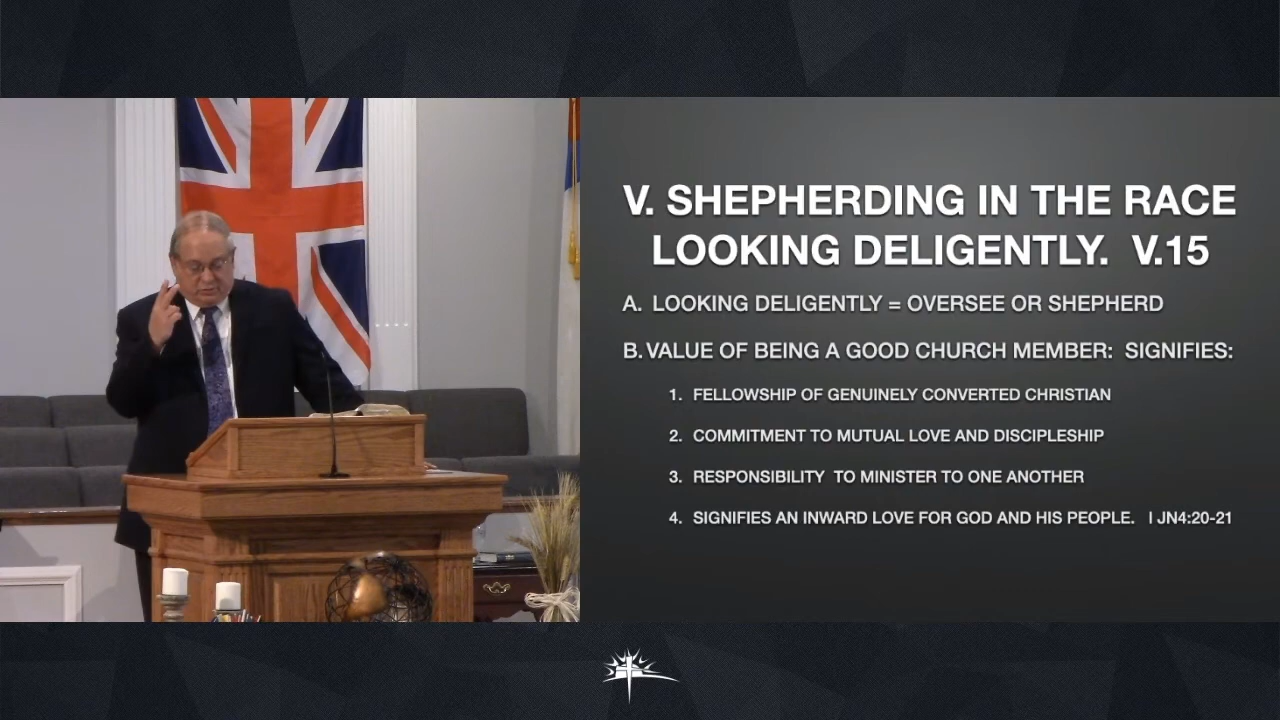 V. SHEPHERDING IN THE RACE
LOOKING DELIGENTLY. V.15
A. LOOKING DELIGENTLY = OVERSEE OR SHEPHERD
B. VALUE OF BEING A GOOD CHURCH MEMBER: SIGNIFIES:
1. FELLOWSHIP OF GENUINELY CONVERTED CHRISTIAN
2. COMMITMENT TO MUTUAL LOVE AND DISCIPLESHIP
3. RESPONSIBILITY TO MINISTER TO ONE ANOTHER
4. SIGNIFIES AN INWARD LOVE FOR GOD AND HIS PEOPLE. I JN4:20-21